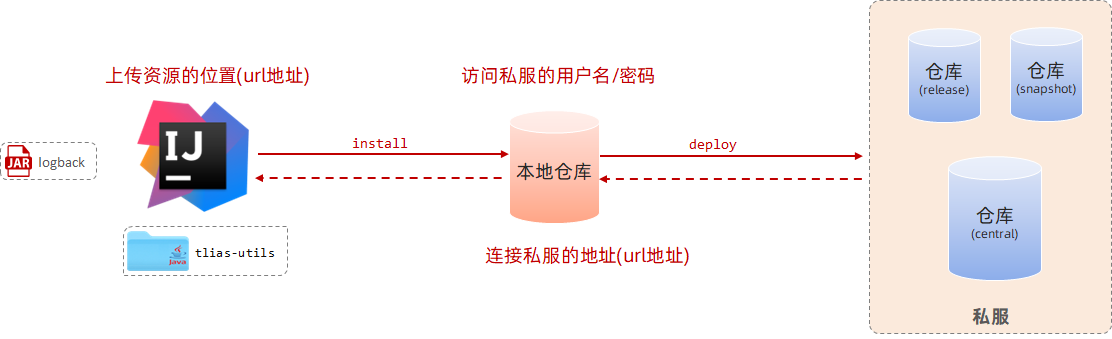 上传资源的位置(url地址)
访问私服的用户名/密码
仓库
(release)
仓库
(snapshot)
JAR
logback
IJ
install
本地仓库
deploy
仓库
(central)
Java
tlias-utils
连接私服的地址(url地址)
私服